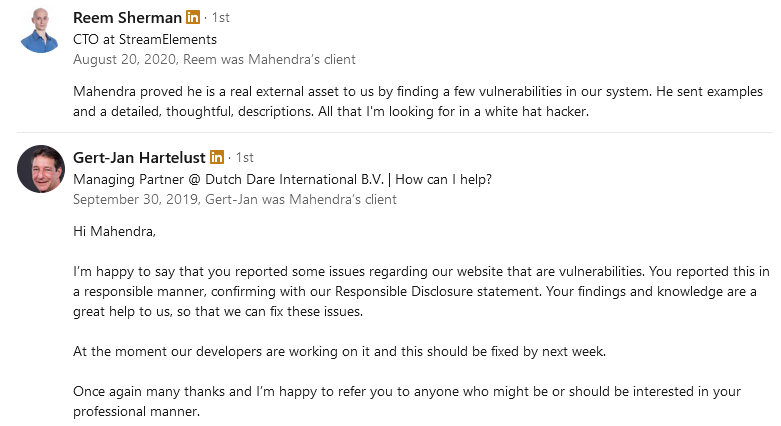 Reem Sherman in · 1st
CTO at StreamElements
August 20, 2020, Reem was Mahendra's client
Mahendra proved he is a real external asset to us by finding a few vulnerabilities in our system. He sent examples
and a detailed, thoughtful, descriptions. All that I'm looking for in a white hat hacker.
Gert-Jan Hartelust in · 1st
Managing Partner @ Dutch Dare International B.V. | How can I help?
September 30, 2019, Gert-Jan was Mahendra's client
Hi Mahendra,
I'm happy to say that you reported some issues regarding our website that are vulnerabilities. You reported this in
a responsible manner, confirming with our Responsible Disclosure statement. Your findings and knowledge are a
great help to us, so that we can fix these issues.
At the moment our developers are working on it and this should be fixed by next week.
Once again many thanks and I'm happy to refer you to anyone who might be or should be interested in your
professional manner.